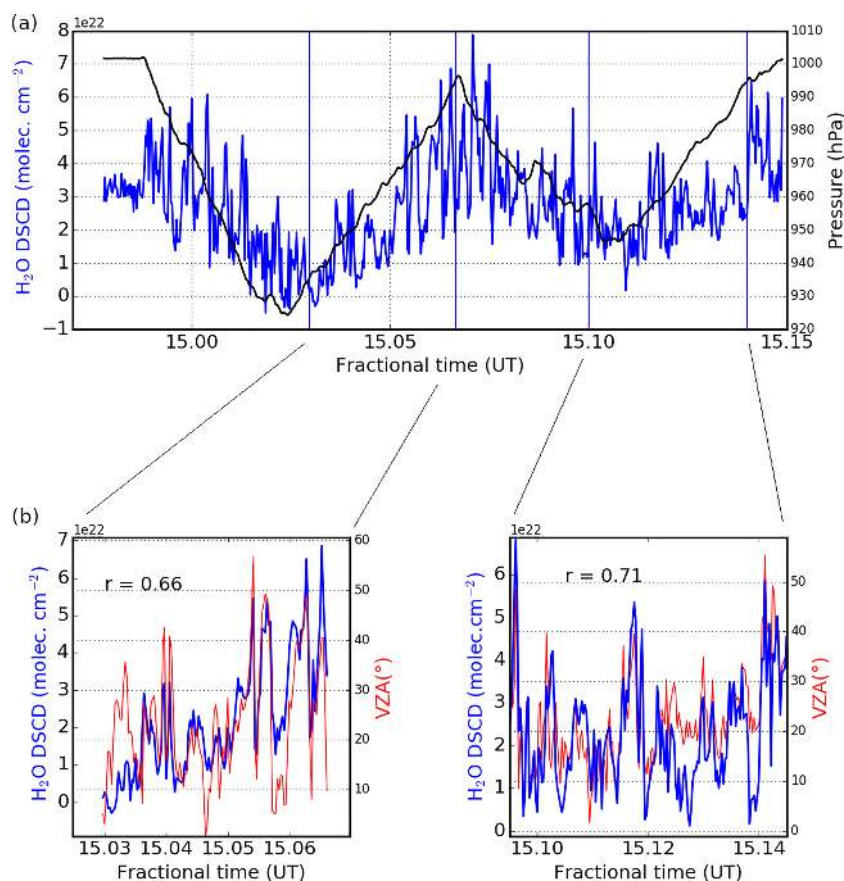 (a)
1e22
8
7
6
5
4
3
2
1
0
−1
H₂O DSCD (molec. cm⁻²)
1010
1000
990
980
970
960
950
940
930
920
Pressure (hPa)
15.00 15.05 15.10 15.15
Fractional time (UT)
(b)
1e22
7
6
5
4
3
2
1
0
H₂O DSCD (molec. cm⁻²)
r = 0.66
60
50
40
30
20
10
VZA(°)
15.03 15.04 15.05 15.06
Fractional time (UT)
1e22
6
5
4
3
2
1
0
H₂O DSCD (molec.cm⁻²)
r = 0.71
50
40
30
20
10
0
VZA(°)
15.10 15.12 15.14
Fractional time (UT)